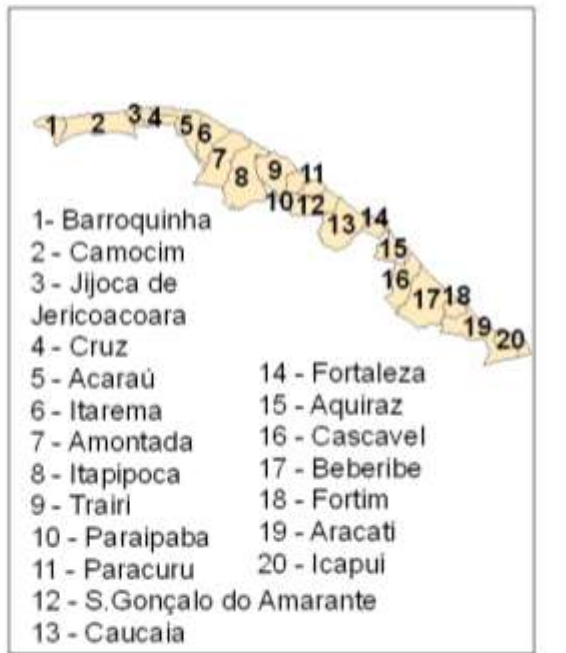 1
2
3
4
5
6
7
8
9
10
11
12
13
14
15
16
17
18
19
20
1- Barroquinha
2 - Camocim
3 - Jijoca de
Jericoacoara
4 - Cruz
5 - Acaraú
6 - Itarema
7 - Amontada
8 - Itapipoca
9 - Trairi
10 - Paraipaba
11 - Paracuru
12 - S.Gonçalo do Amarante
13 - Caucaia
14 - Fortaleza
15 - Aquiraz
16 - Cascavel
17 - Beberibe
18 - Fortim
19 - Aracati
20 - Icapui